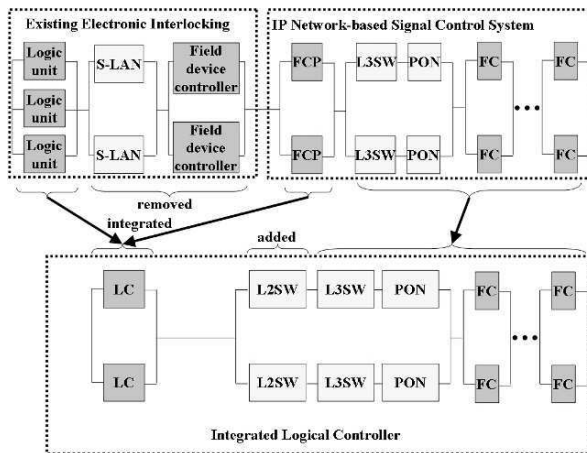 Existing Electronic Interlocking
IP Network-based Signal Control System
Logic
unit
S-LAN
Field
device
controller
FCP
L3SW
PON
FC
FC
Logic
unit
Logic
unit
S-LAN
Field
device
controller
FCP
L3SW
PON
FC
FC
removed
integrated
added
LC
L2SW
L3SW
PON
FC
FC
LC
L2SW
L3SW
PON
FC
FC
Integrated Logical Controller